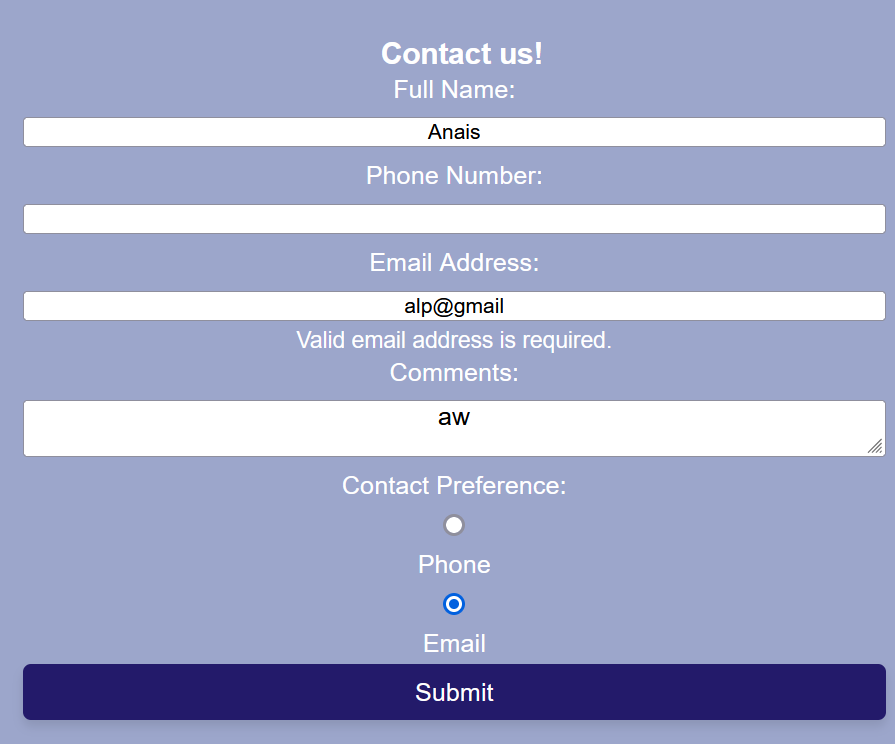 Contact us!
Full Name:
Anais
Phone Number:
Email Address:
alp@gmail
Valid email address is required.
Comments:
aw
Contact Preference:
Phone
Email
Submit